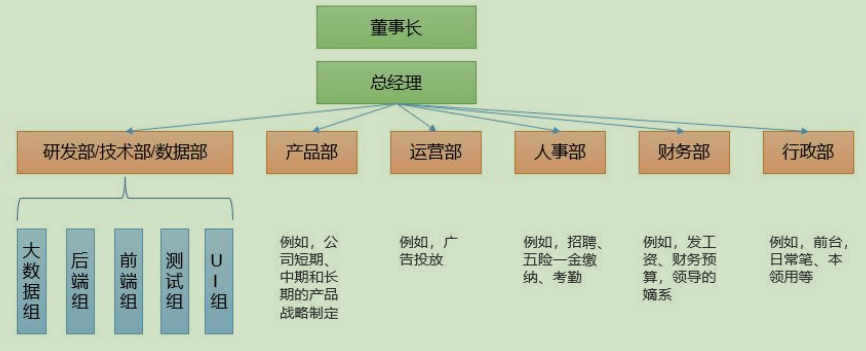 董事长
总经理
研发部/技术部/数据部
产品部
运营部
人事部
财务部
行政部
大数据组
后端组
前端组
测试组
UI组
例如，公
司短期、
中期和长
期的产品
战略制定
例如，广
告投放
例如，招聘、
五险一金缴
纳、考勤
例如，发工
资、财务预
算，领导的
嫡系
例如，前台，
日常笔、本
领用等